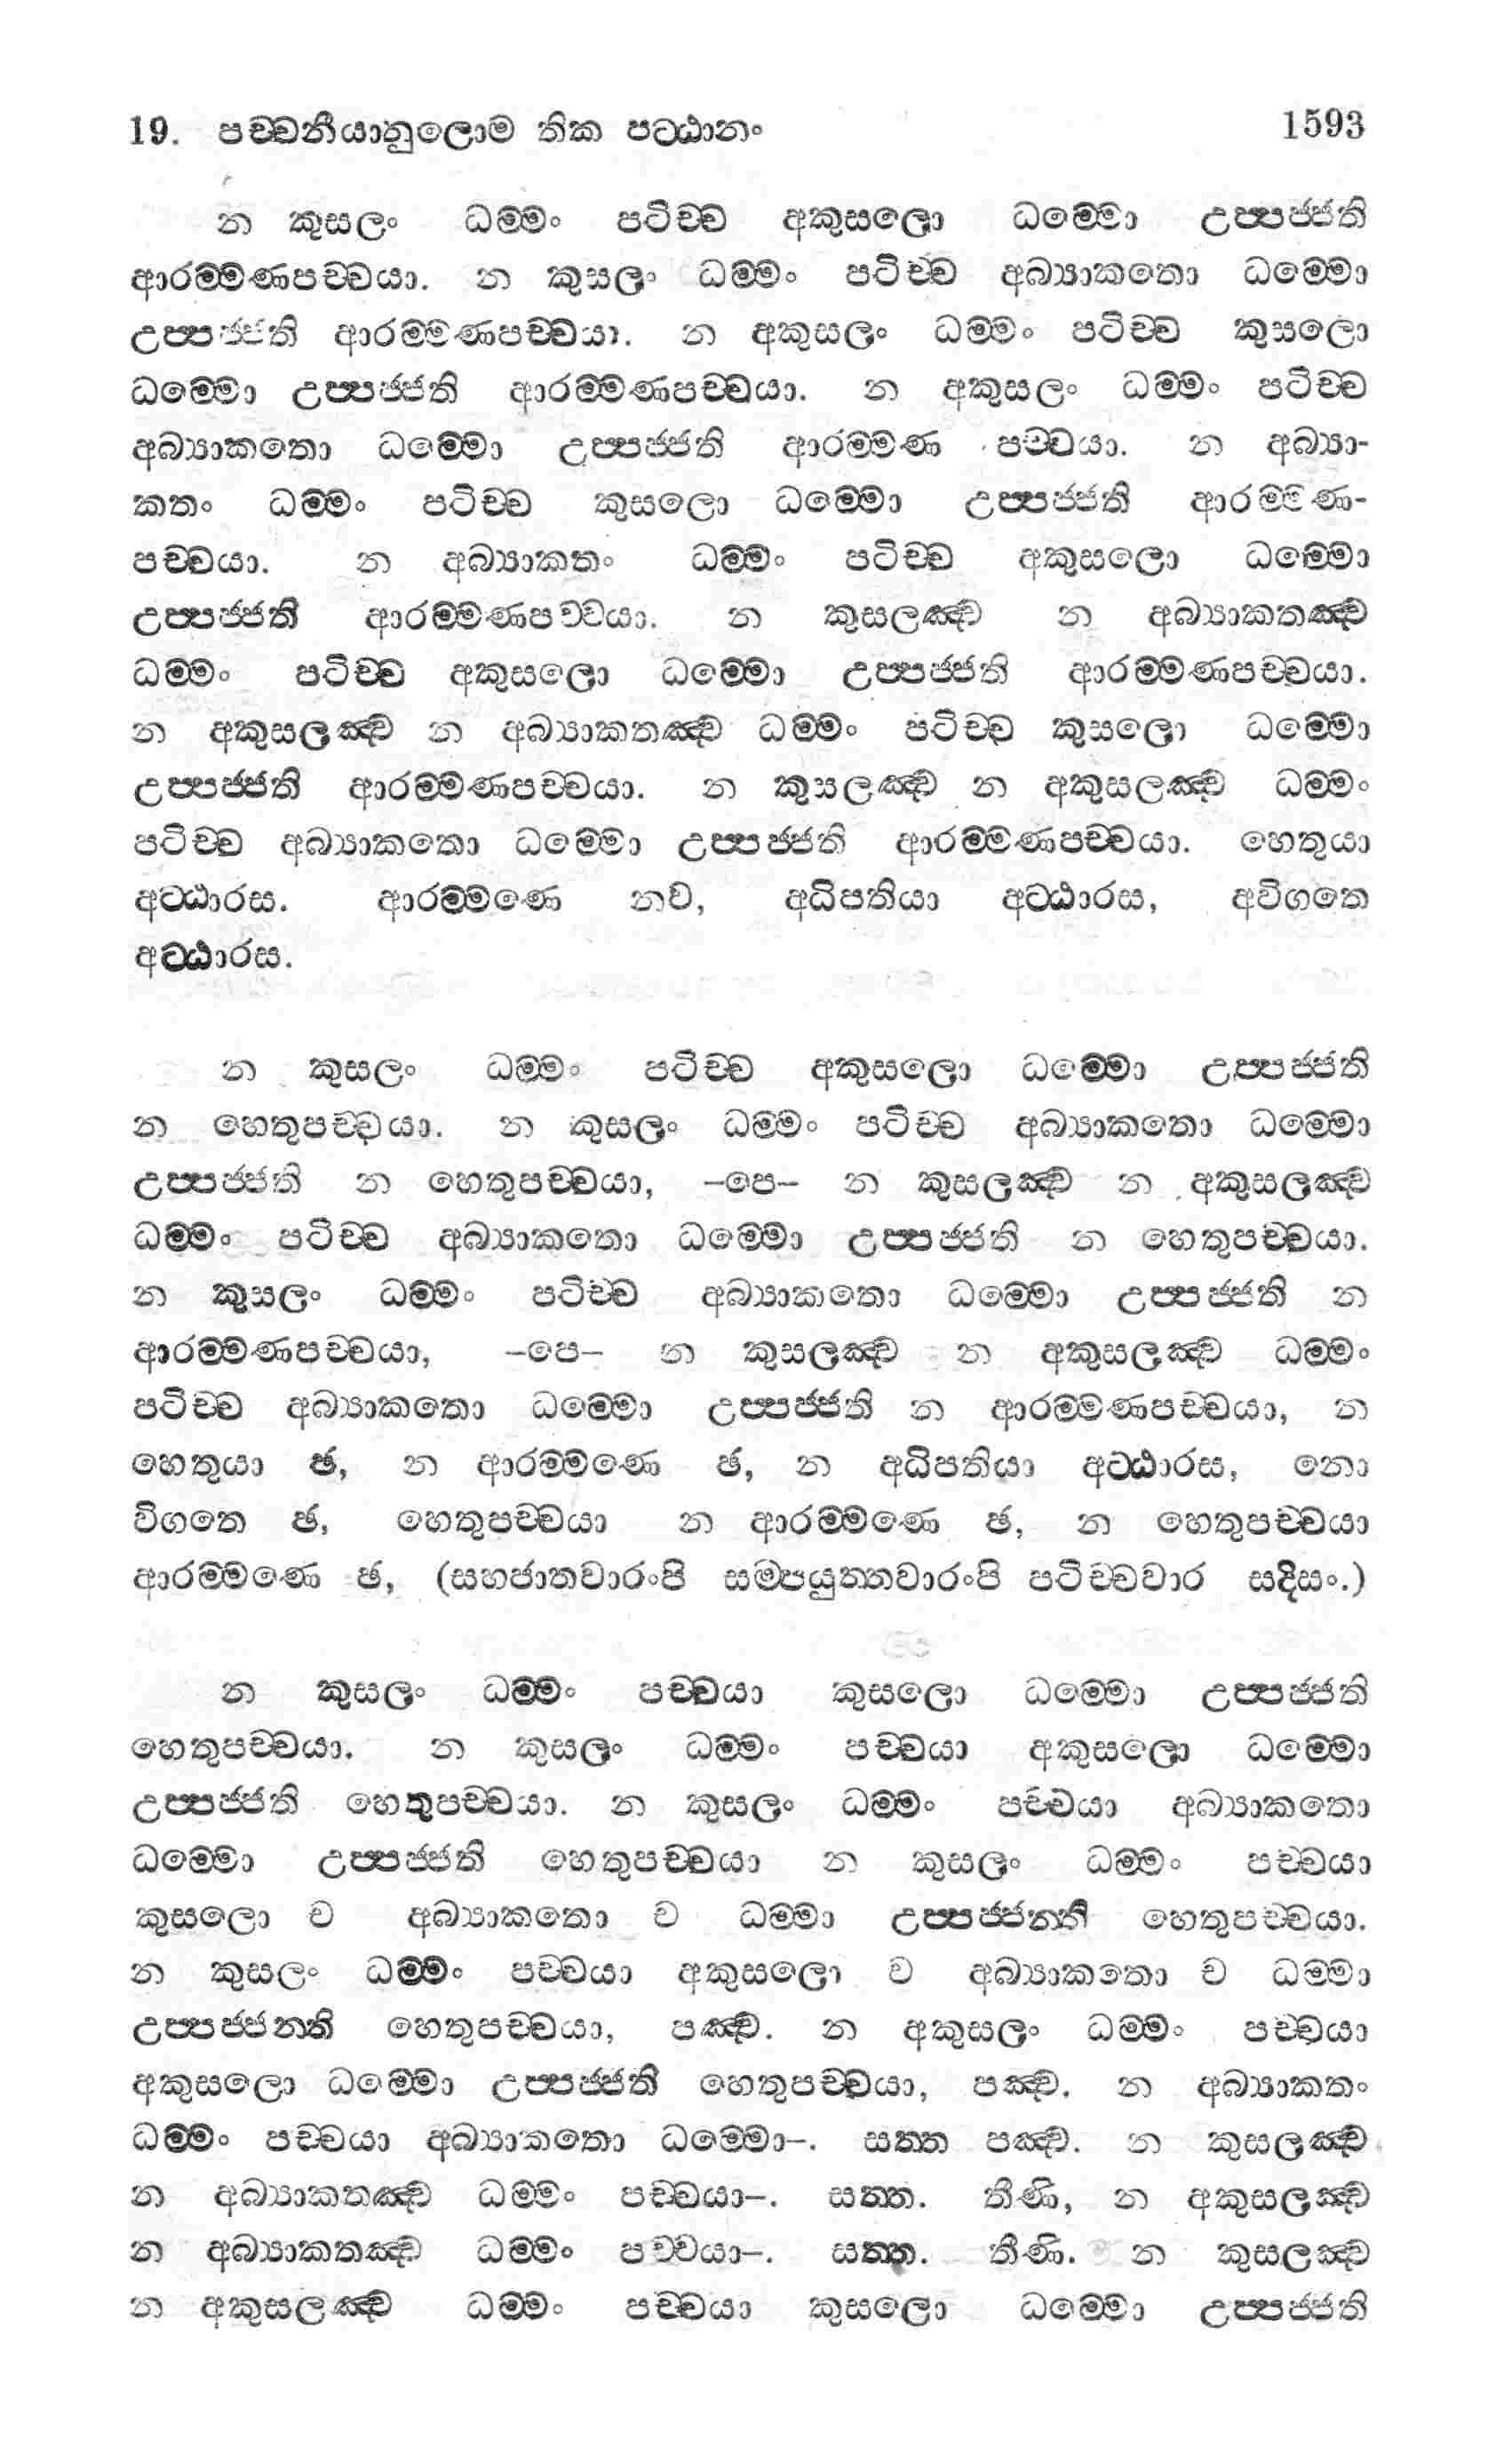 19. පච්චනීයානුලොම තික පට්ඨානං 1593
න කුසලං ධම්මං පටිච්ච අකුසලො ධම්මො උප්පජ්ජති
ආරම්මණපච්චයා. න කුසලං ධම්මං පටිච්ච අබ්‍යාකතො ධම්මො
උප්පජ්ජති ආරම්මණපච්චයා. න අකුසලං ධම්මං පටිච්ච කුසලො
ධම්මො උප්පජ්ජති ආරම්මණපච්චයා. න අකුසලං ධම්මං පටිච්ච
අබ්‍යාකතො ධම්මො උප්පජ්ජති ආරම්මණ පච්චයා. න අබ්‍යා-
කතං ධම්මං පටිච්ච කුසලො ධම්මො උප්පජ්ජති ආරම්මණ-
පච්චයා. න අබ්‍යාකතං ධම්මං පටිච්ච අකුසලො ධම්මො
උප්පජ්ජති ආරම්මණපච්චයා. න කුසලඤ්ච න අබ්‍යාකතඤ්ච
ධම්මං පටිච්ච අකුසලො ධම්මො උප්පජ්ජති ආරම්මණපච්චයා.
න අකුසලඤ්ච න අබ්‍යාකතඤ්ච ධම්මං පටිච්ච කුසලො ධම්මො
උප්පජ්ජති ආරම්මණපච්චයා. න කුසලඤ්ච න අකුසලඤ්ච ධම්මං
පටිච්ච අබ්‍යාකතො ධම්මො උප්පජ්ජති ආරම්මණපච්චයා. හෙතුයා
අට්ඨාරස. ආරම්මණෙ නව, අධිපතියා අට්ඨාරස, අවිගතෙ
අට්ඨාරස.
න කුසලං ධම්මං පටිච්ච අකුසලො ධම්මො උප්පජ්ජති
න හෙතුපච්චයා. න කුසලං ධම්මං පටිච්ච අබ්‍යාකතො ධම්මො
උප්පජ්ජති න හෙතුපච්චයා, –පෙ– න කුසලඤ්ච න අකුසලඤ්ච
ධම්මං පටිච්ච අබ්‍යාකතො ධම්මො උප්පජ්ජති න හෙතුපච්චයා.
න කුසලං ධම්මං පටිච්ච අබ්‍යාකතො ධම්මො උප්පජ්ජති න
ආරම්මණපච්චයා, –පෙ– න කුසලඤ්ච න අකුසලඤ්ච ධම්මං
පටිච්ච අබ්‍යාකතො ධම්මො උප්පජ්ජති න ආරම්මණපච්චයා, න
හෙතුයා ඡ, න ආරම්මණෙ ඡ, න අධිපතියා අට්ඨාරස, නො
විගතෙ ඡ, හෙතුපච්චයා න ආරම්මණෙ ඡ, න හෙතුපච්චයා
ආරම්මණෙ ඡ, (සහජාතවාරංපි සම්පයුත්තවාරංපි පටිච්චවාර සදිසං.)
න කුසලං ධම්මං පච්චයා කුසලො ධම්මො උප්පජ්ජති
හෙතුපච්චයා. න කුසලං ධම්මං පච්චයා අකුසලො ධම්මො
උප්පජ්ජති හෙතුපච්චයා. න කුසලං ධම්මං පච්චයා අබ්‍යාකතො
ධම්මො උප්පජ්ජති හෙතුපච්චයා න කුසලං ධම්මං පච්චයා
කුසලො ච අබ්‍යාකතො ච ධම්මා උප්පජ්ජන්ති හෙතුපච්චයා.
න කුසලං ධම්මං පච්චයා අකුසලො ච අබ්‍යාකතො ච ධම්මා
උප්පජ්ජන්ති හෙතුපච්චයා, පඤ්ච. න අකුසලං ධම්මං පච්චයා
අකුසලො ධම්මො උප්පජ්ජති හෙතුපච්චයා, පඤ්ච. න අබ්‍යාකතං
ධම්මං පච්චයා අබ්‍යාකතො ධම්මො–. සත්ත පඤ්ච. න කුසලඤ්ච
න අබ්‍යාකතඤ්ච ධම්මං පච්චයා–. සත්ත. තීණි, න අකුසලඤ්ච
න අබ්‍යාකතඤ්ච ධම්මං පච්චයා–. සත්ත. තීණි. න කුසලඤ්ච
න අකුසලඤ්ච ධම්මං පච්චයා කුසලො ධම්මො උප්පජ්ජති